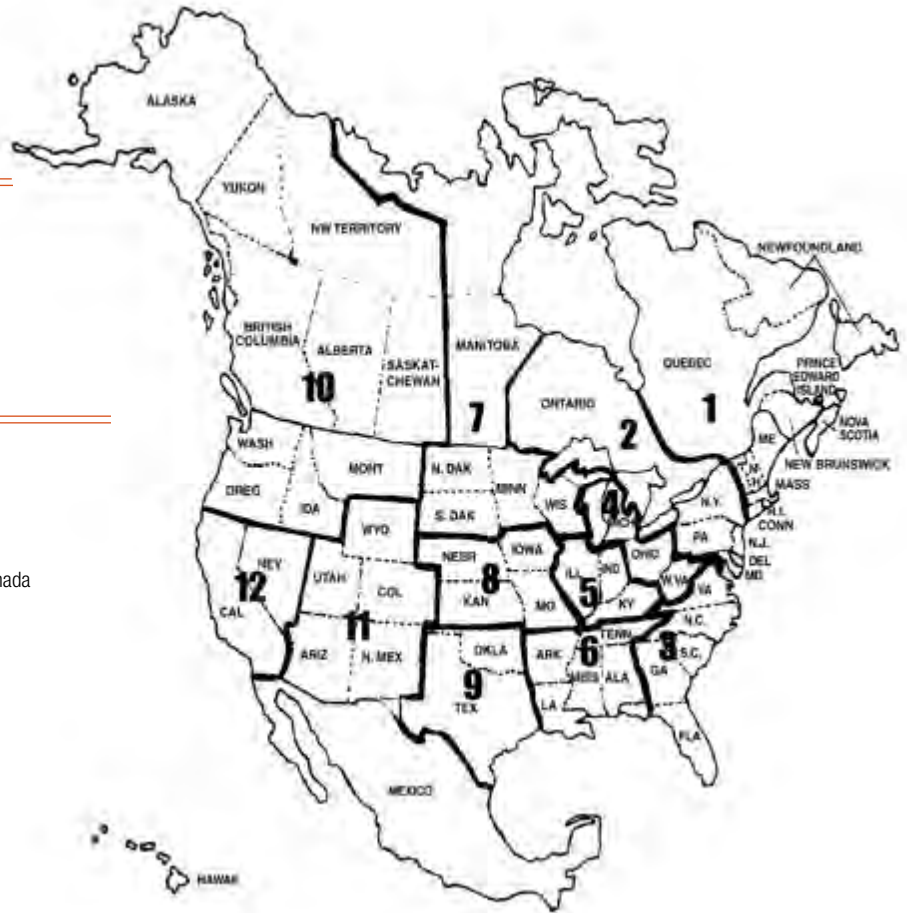 ALASKA
YUKON
NW TERRITORY
NEWFOUNDLAND
BRITISH
COLUMBIA
ALBERTA
SASKAT-
CHEWAN
MANITOBA
ONTARIO
QUEBEC
PRINCE
EDWARD
ISLAND
NOVA
SCOTIA
NEW BRUNSWICK
10
7
2
1
WASH
OREG
IDA
MONT
N. DAK
S. DAK
MINN
WIS
4
MICH
N.Y.
ME
N.
H.
MASS
R.I.
CONN
PA
N.J.
DEL
MD
WYO
NEBR
IOWA
ILL
IND
OHIO
W.VA
VA
nada
NEV
12
CAL
UTAH
COL
11
KAN
8
MO
5
KY
N.C.
TENN
3
S.C.
ARIZ
N. MEX
OKLA
9
TEX
ARK
6
MISS
ALA
GA
LA
FLA
MEXICO
HAWAII